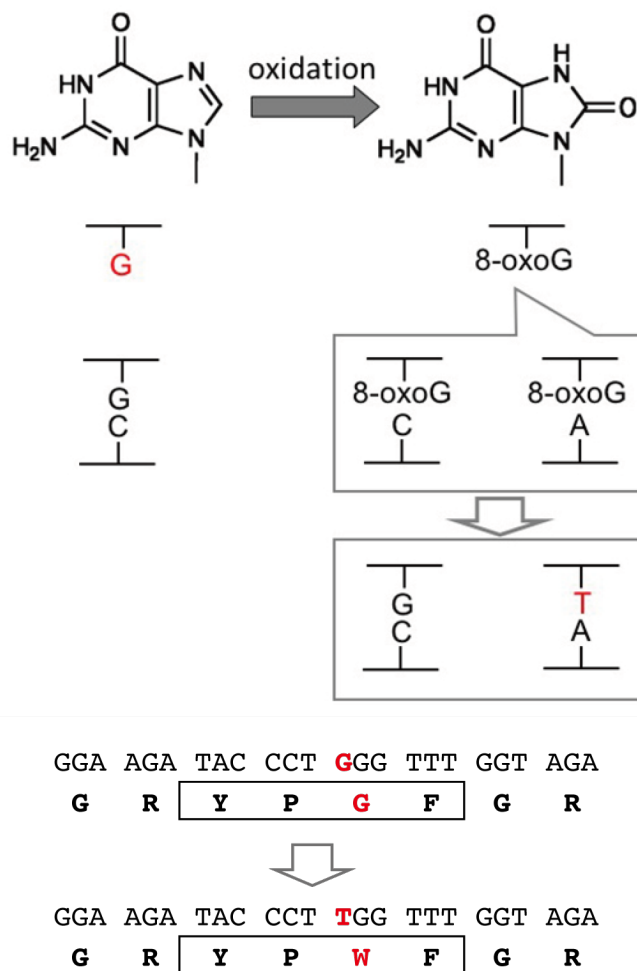 O O H
HN N oxidation HN N
O
H₂N N N H₂N N N
G 8-oxoG
G 8-oxoG 8-oxoG
C C A
G T
C A
GGA AGA TAC CCT GGG TTT GGT AGA
G R Y P G F G R
GGA AGA TAC CCT TGG TTT GGT AGA
G R Y P W F G R